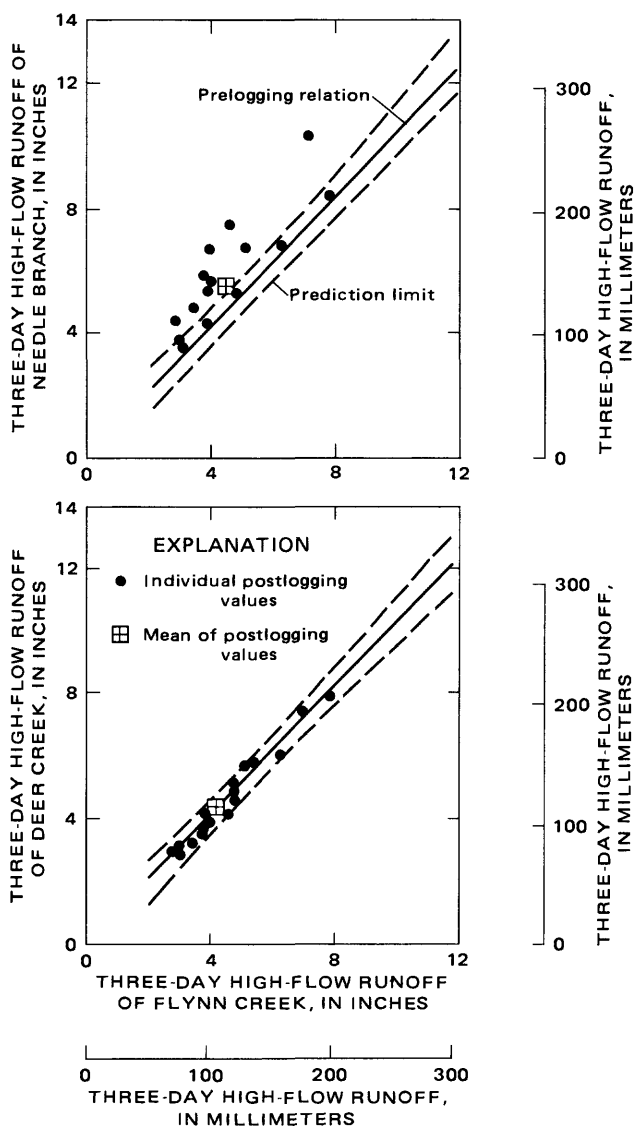 THREE-DAY HIGH-FLOW RUNOFF OF
NEEDLE BRANCH, IN INCHES
14
12
8
4
0
0
4
8
12
Prelogging relation
Prediction limit
300
200
100
0
THREE-DAY HIGH-FLOW RUNOFF,
IN MILLIMETERS
THREE-DAY HIGH-FLOW RUNOFF
OF DEER CREEK, IN INCHES
14
12
8
4
0
EXPLANATION
Individual postlogging
values
Mean of postlogging
values
300
200
100
0
THREE-DAY HIGH-FLOW RUNOFF,
IN MILLIMETERS
0
4
8
12
THREE-DAY HIGH-FLOW RUNOFF
OF FLYNN CREEK, IN INCHES
0
100
200
300
THREE-DAY HIGH-FLOW RUNOFF,
IN MILLIMETERS